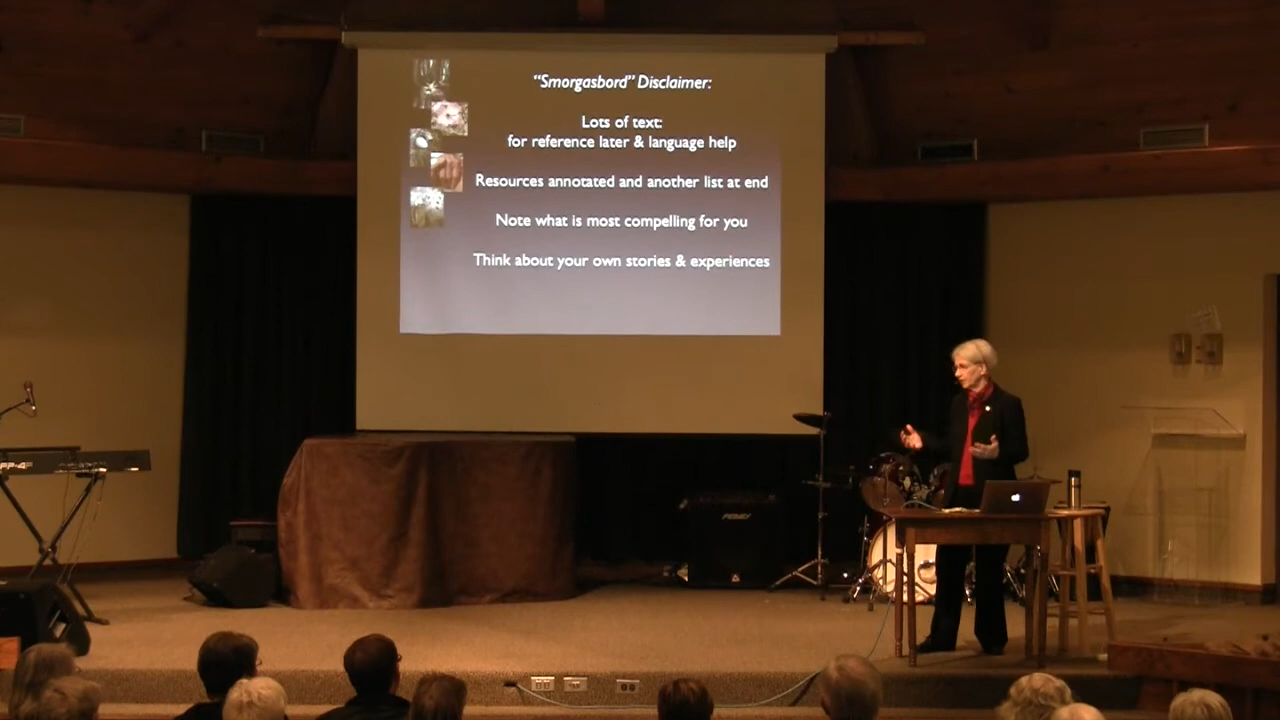 “Smorgasbord” Disclaimer:
Lots of text:
for reference later & language help
Resources annotated and another list at end
Note what is most compelling for you
Think about your own stories & experiences
PEAVEY